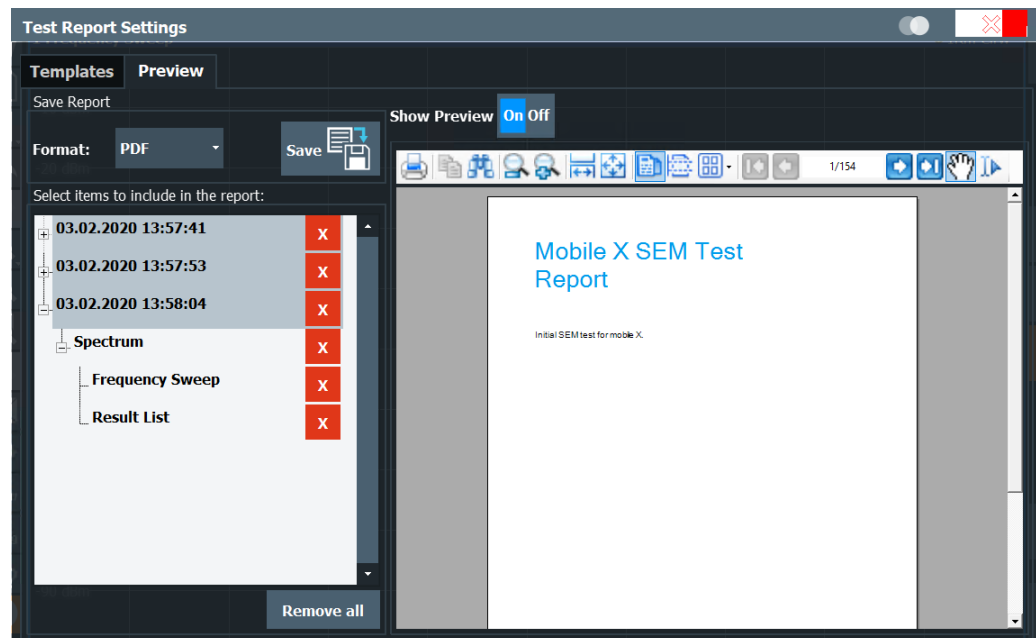 Test Report Settings
Templates Preview
Save Report
Show Preview On Off
Format: PDF Save
1/154
Select items to include in the report:
03.02.2020 13:57:41 X
03.02.2020 13:57:53 X
03.02.2020 13:58:04 X
Spectrum X
Frequency Sweep X
Result List X
Remove all
Mobile X SEM Test
Report
Initial SEM test for mobile X.